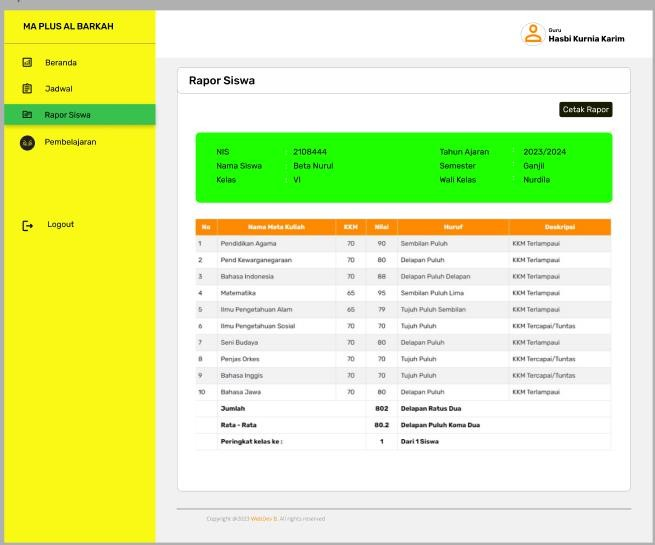 MA PLUS AL BARKAH
Guru
Hasbi Kurnia Karim
Beranda
Jadwal
Rapor Siswa
Pembelajaran
Logout
Rapor Siswa
Cetak Rapor
NIS : 2108444 Tahun Ajaran : 2023/2024
Nama Siswa : Beta Nurul Semester : Ganjil
Kelas : VI Wali Kelas : Nurdila
No Nama Mata Kuliah KKM Nilai Huruf Deskripsi
1 Pendidikan Agama 70 90 Sembilan Puluh KKM Terlampaui
2 Pend Kewarganegaraan 70 80 Delapan Puluh KKM Terlampaui
3 Bahasa Indonesia 70 88 Delapan Puluh Delapan KKM Terlampaui
4 Matematika 65 95 Sembilan Puluh Lima KKM Terlampaui
5 Ilmu Pengetahuan Alam 65 79 Tujuh Puluh Sembilan KKM Terlampaui
6 Ilmu Pengetahuan Sosial 70 70 Tujuh Puluh KKM Tercapai/Tuntas
7 Seni Budaya 70 80 Delapan Puluh KKM Terlampaui
8 Penjas Orkes 70 70 Tujuh Puluh KKM Tercapai/Tuntas
9 Bahasa Inggis 70 70 Tujuh Puluh KKM Tercapai/Tuntas
10 Bahasa Jawa 70 80 Delapan Puluh KKM Terlampaui
Jumlah 802 Delapan Ratus Dua
Rata - Rata 80.2 Delapan Puluh Koma Dua
Peringkat kelas ke : 1 Dari 1 Siswa
Copyright @2023 WebDev B. All rights reserved